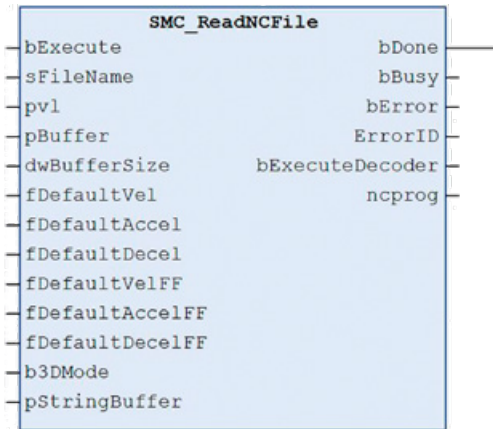 SMC_ReadNCFile
bExecute bDone
sFileName bBusy
pvl bError
pBuffer ErrorID
dwBufferSize bExecuteDecoder
fDefaultVel ncprog
fDefaultAccel
fDefaultDecel
fDefaultVelFF
fDefaultAccelFF
fDefaultDecelFF
b3DMode
pStringBuffer